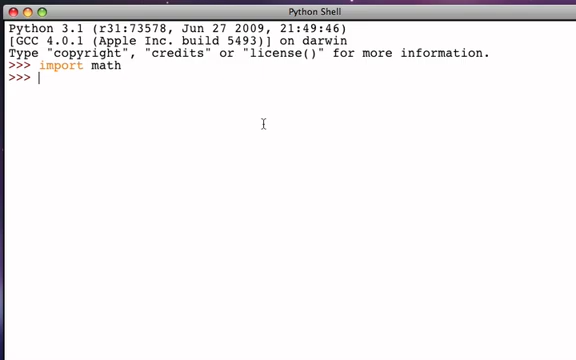 Python Shell
Python 3.1 (r31:73578, Jun 27 2009, 21:49:46)
[GCC 4.0.1 (Apple Inc. build 5493)] on darwin
Type "copyright", "credits" or "license()" for more information.
>>> import math
>>>